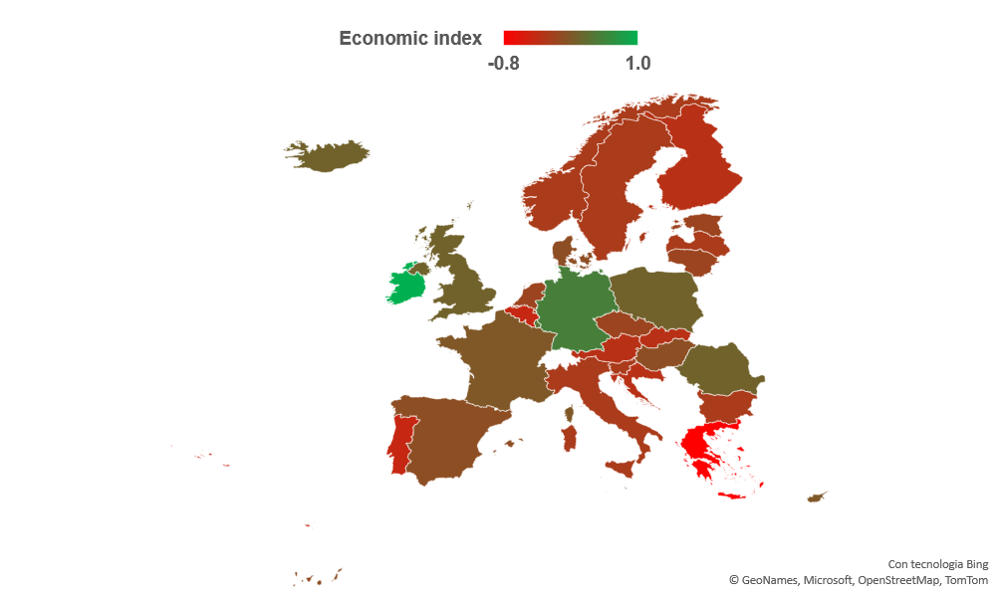 Economic index
-0.8 1.0
Con tecnologia Bing
© GeoNames, Microsoft, OpenStreetMap, TomTom